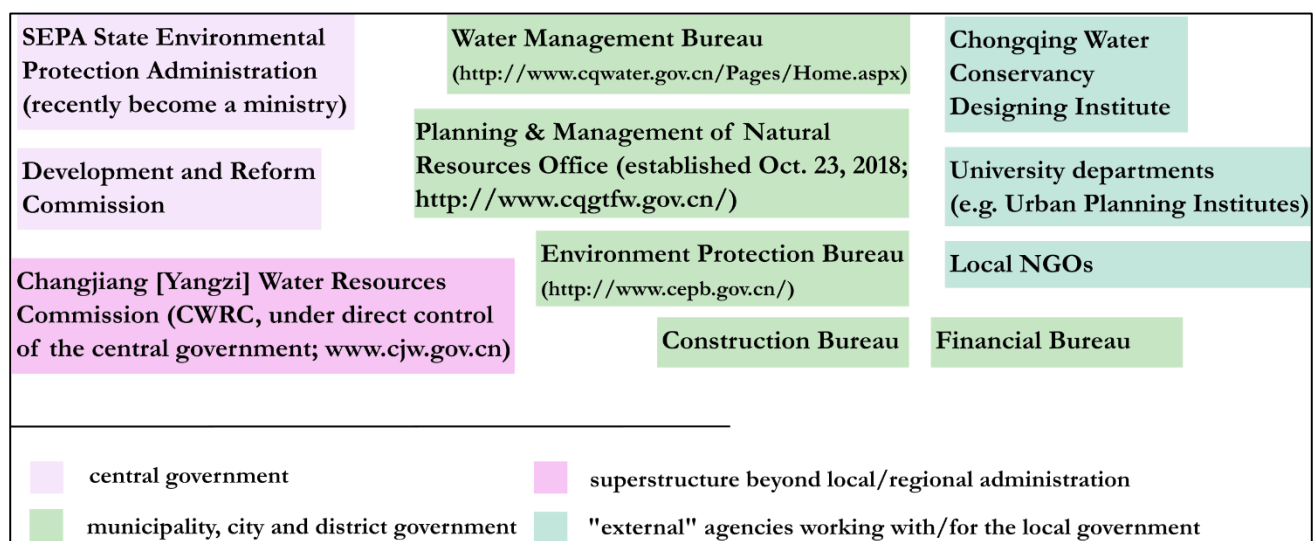 SEPA State Environmental
Protection Administration
(recently become a ministry)
Development and Reform
Commission
Changjiang [Yangzi] Water Resources
Commission (CWRC, under direct control
of the central government; www.cjw.gov.cn)
Water Management Bureau
(http://www.cqwater.gov.cn/Pages/Home.aspx)
Planning & Management of Natural
Resources Office (established Oct. 23, 2018;
http://www.cqgtfw.gov.cn/)
Environment Protection Bureau
(http://www.cepb.gov.cn/)
Construction Bureau
Financial Bureau
Chongqing Water
Conservancy
Designing Institute
University departments
(e.g. Urban Planning Institutes)
Local NGOs
central government
superstructure beyond local/regional administration
municipality, city and district government
"external" agencies working with/for the local government